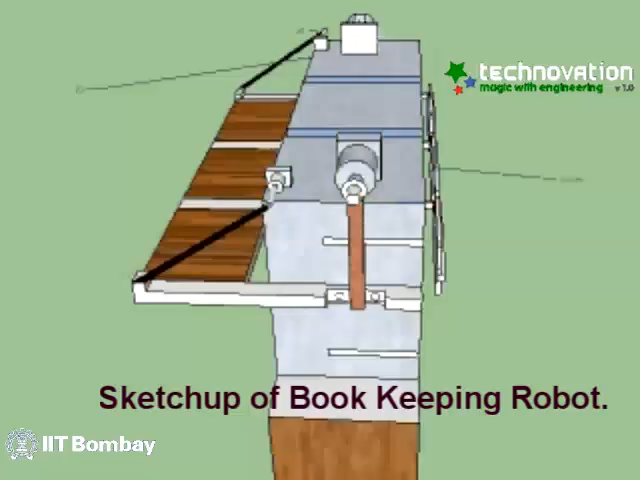 technovation
magic with engineering v 1.0
Sketchup of Book Keeping Robot.
IIT Bombay